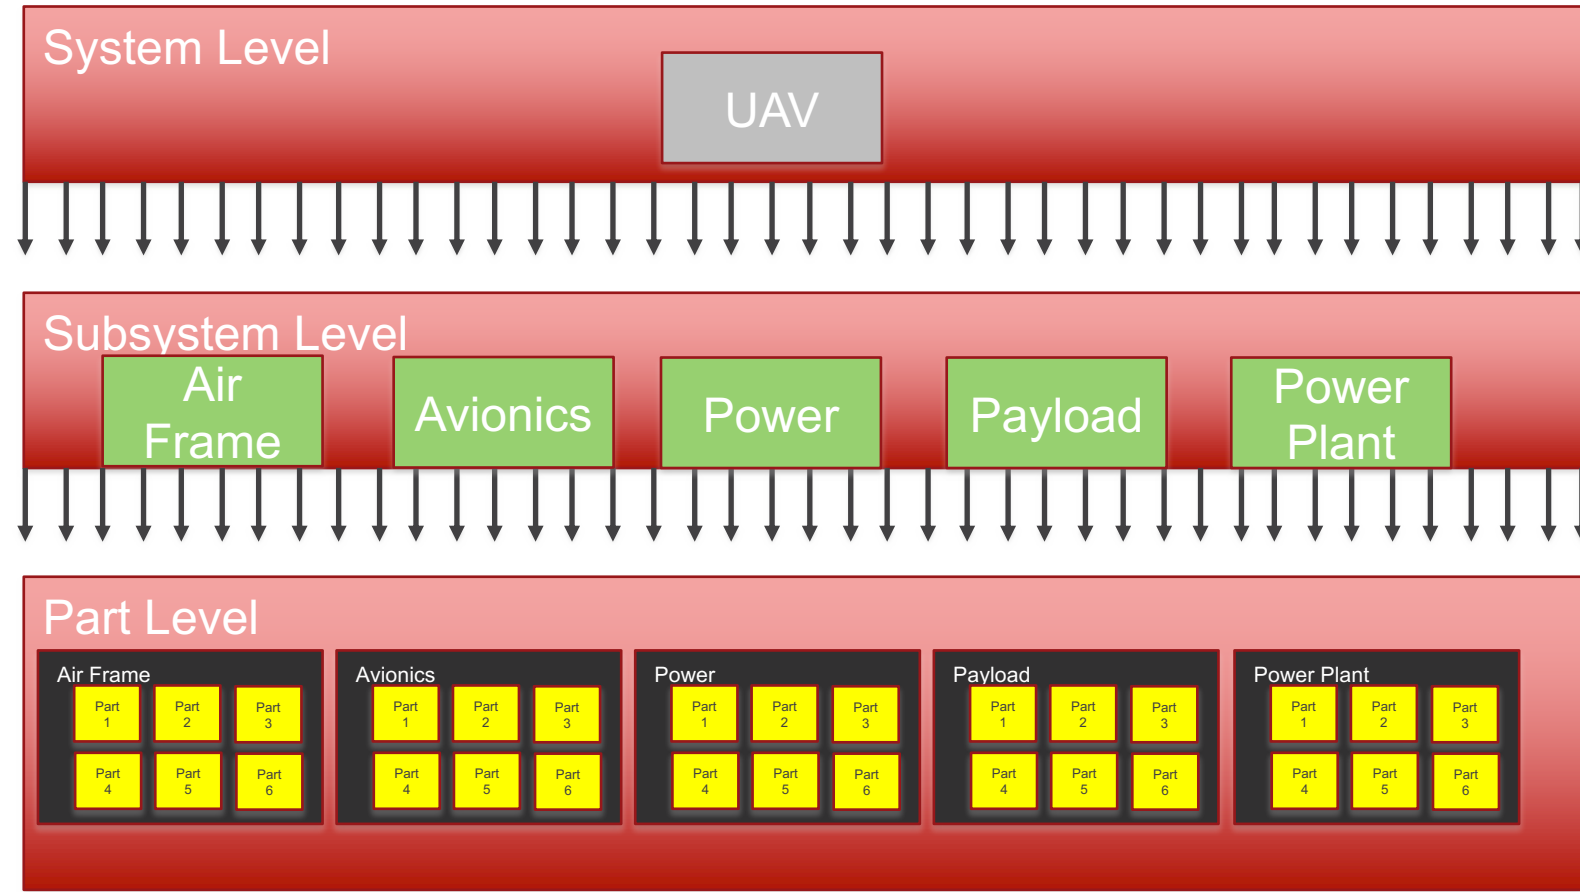 System Level
UAV
Subsystem Level
Air
Frame
Avionics
Power
Payload
Power
Plant
Part Level
Air Frame
Part
1
Part
2
Part
3
Part
4
Part
5
Part
6
Avionics
Part
1
Part
2
Part
3
Part
4
Part
5
Part
6
Power
Part
1
Part
2
Part
3
Part
4
Part
5
Part
6
Payload
Part
1
Part
2
Part
3
Part
4
Part
5
Part
6
Power Plant
Part
1
Part
2
Part
3
Part
4
Part
5
Part
6